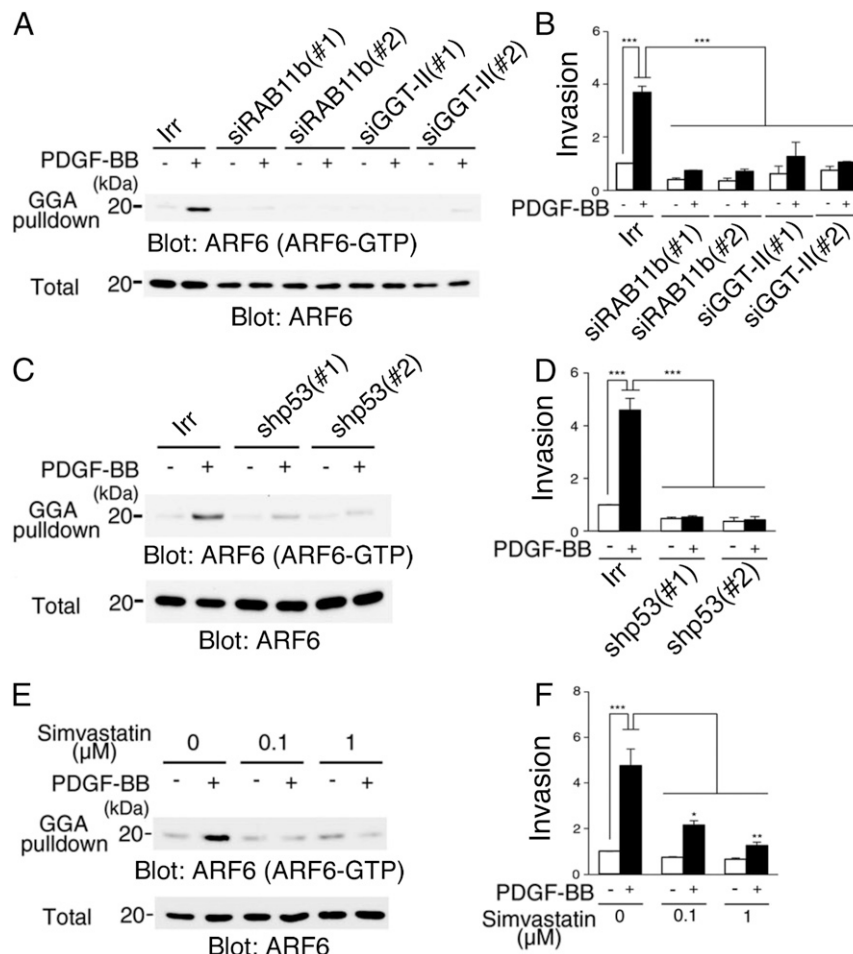 A
Irr siRAB11b(#1) siRAB11b(#2) siGGT-II(#1) siGGT-II(#2)
PDGF-BB - + - + - + - + - +
(kDa)
GGA pulldown 20-
Blot: ARF6 (ARF6-GTP)
Total 20-
Blot: ARF6
B
*** ***
Invasion
6
4
2
0
PDGF-BB - + - + - + - + - +
Irr siRAB11b(#1) siRAB11b(#2) siGGT-II(#1) siGGT-II(#2)
C
Irr shp53(#1) shp53(#2)
PDGF-BB - + - + - +
(kDa)
GGA pulldown 20-
Blot: ARF6 (ARF6-GTP)
Total 20-
Blot: ARF6
D
*** ***
Invasion
6
4
2
0
PDGF-BB - + - + - +
Irr shp53(#1) shp53(#2)
E
Simvastatin (μM) 0 0.1 1
PDGF-BB - + - + - +
(kDa)
GGA pulldown 20-
Blot: ARF6 (ARF6-GTP)
Total 20-
Blot: ARF6
F
***
Invasion
8
6
4
2
0
* **
PDGF-BB - + - + - +
Simvastatin (μM) 0 0.1 1